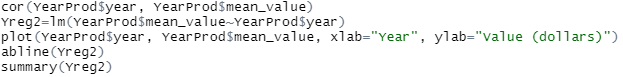 cor(YearProd$year, YearProd$mean_value)
Yreg2=lm(YearProd$mean_value~YearProd$year)
plot(YearProd$year, YearProd$mean_value, xlab="Year", ylab="Value (dollars)")
abline(Yreg2)
summary(Yreg2)